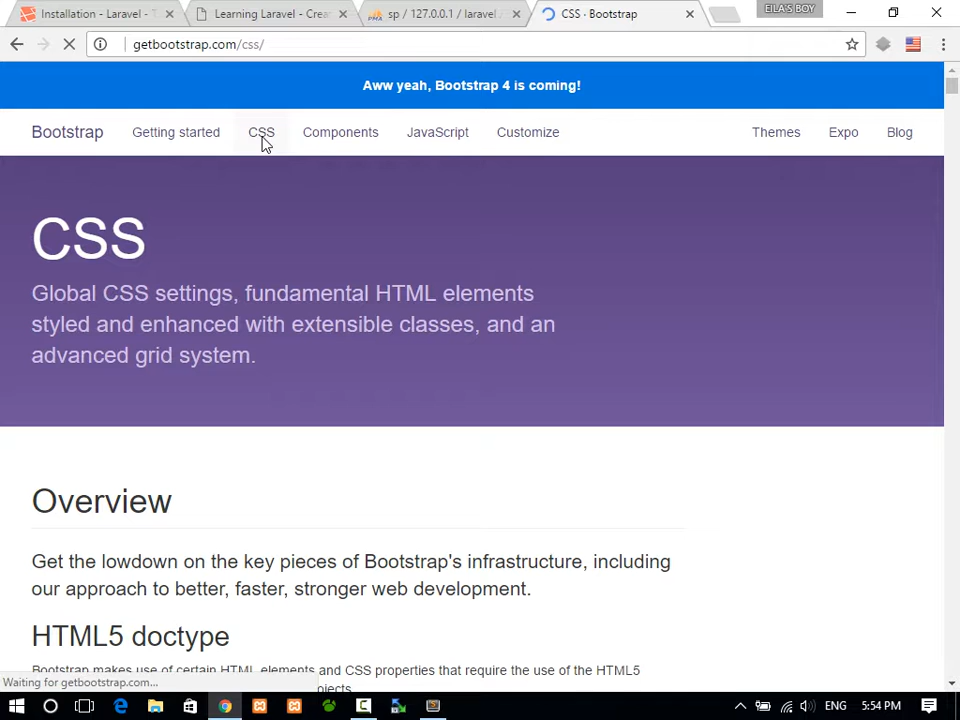 Installation - Laravel - T
Learning Laravel - Crea
sp / 127.0.0.1 / laravel
CSS · Bootstrap
EILA'S BOY
getbootstrap.com/css/
Aww yeah, Bootstrap 4 is coming!
Bootstrap
Getting started
CSS
Components
JavaScript
Customize
Themes
Expo
Blog
CSS
Global CSS settings, fundamental HTML elements
styled and enhanced with extensible classes, and an
advanced grid system.
Overview
Get the lowdown on the key pieces of Bootstrap's infrastructure, including
our approach to better, faster, stronger web development.
HTML5 doctype
Bootstrap makes use of certain HTML elements and CSS properties that require the use of the HTML5
Waiting for getbootstrap.com...
ojects.
ENG
5:54 PM